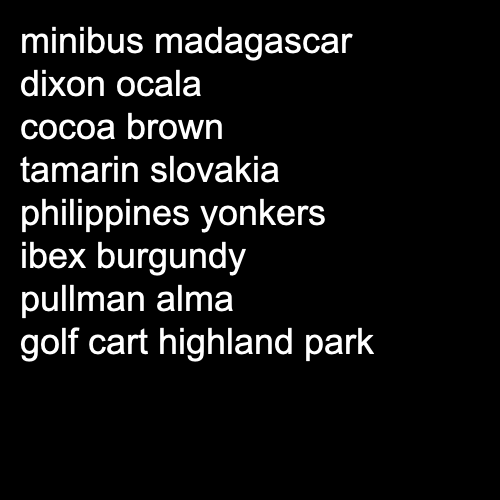 minibus madagascar
dixon ocala
cocoa brown
tamarin slovakia
philippines yonkers
ibex burgundy
pullman alma
golf cart highland park